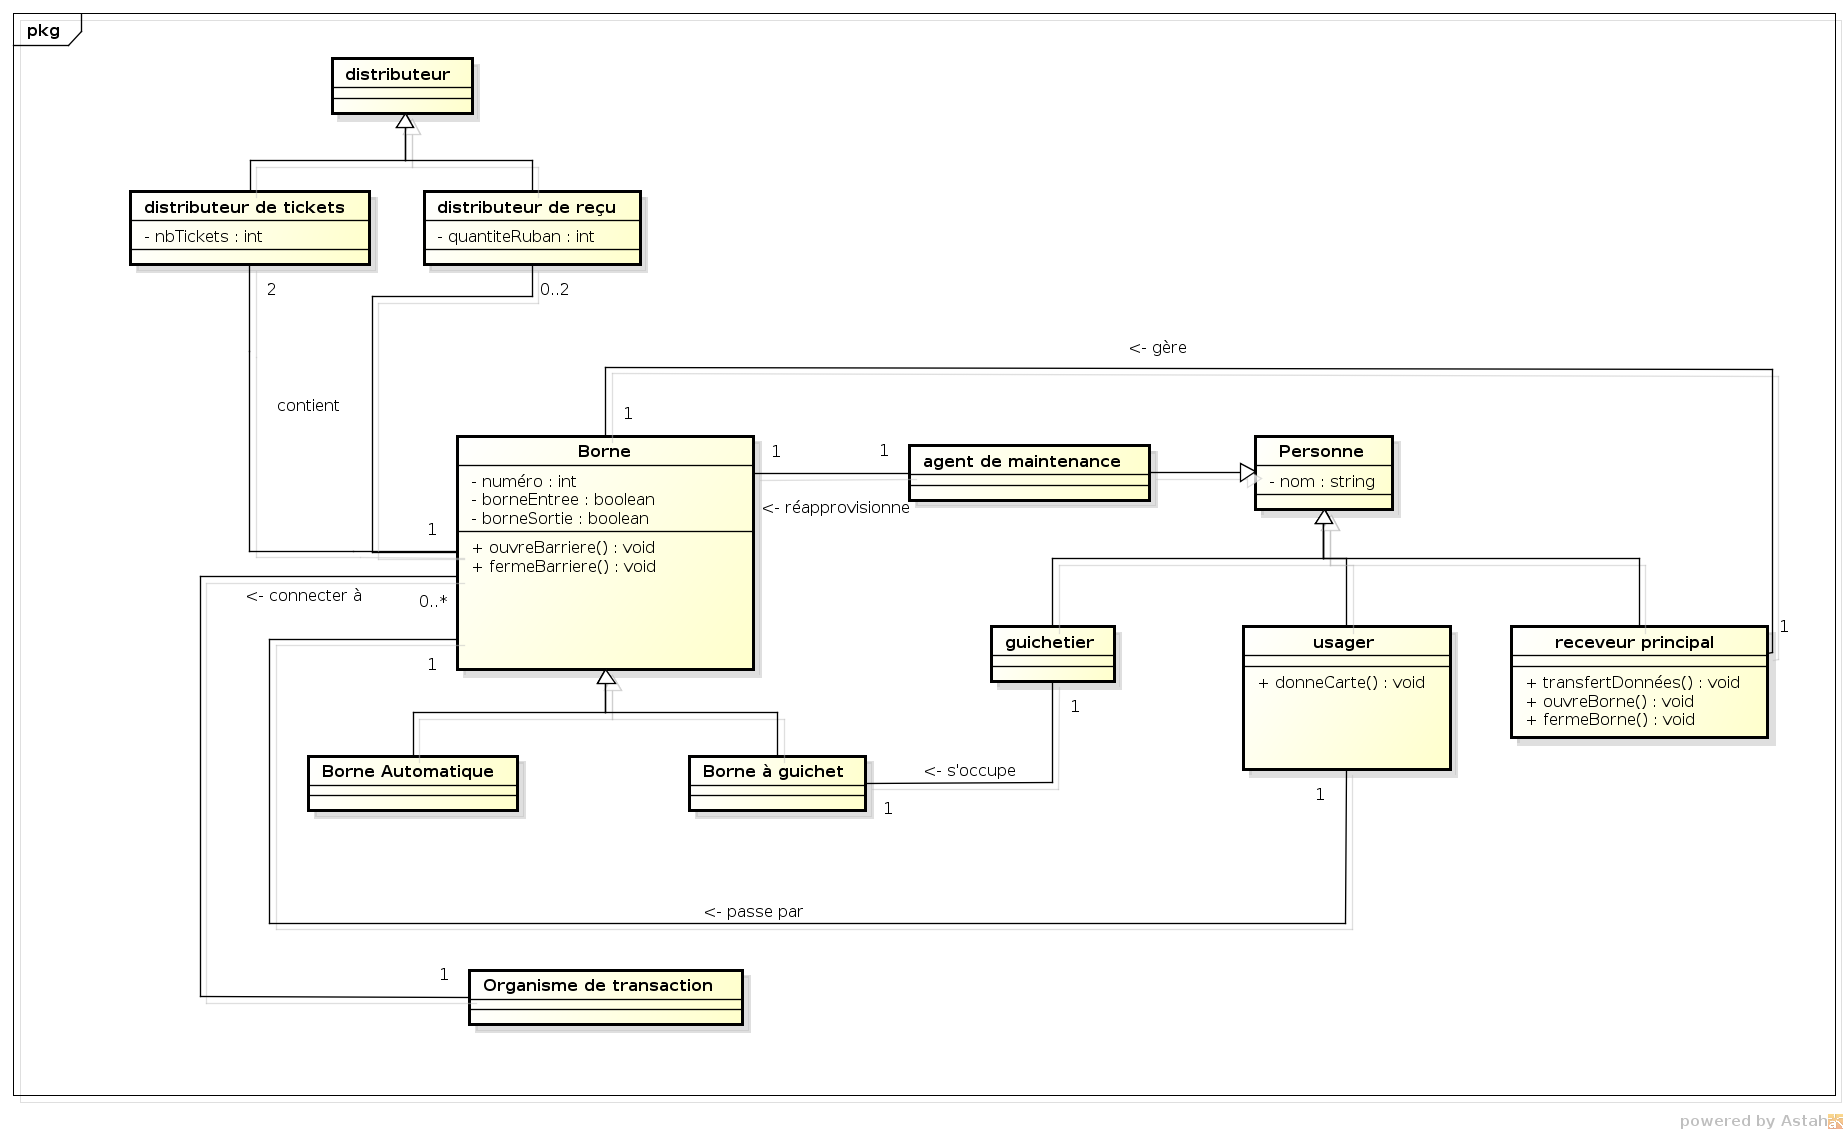 pkg
distributeur
distributeur de tickets
- nbTickets : int
distributeur de reçu
- quantiteRuban : int
2
0..2
<- gère
contient
1
Borne
- numéro : int
- borneEntree : boolean
- borneSortie : boolean
+ ouvreBarriere() : void
+ fermeBarriere() : void
1
1
agent de maintenance
<- réapprovisionne
Personne
- nom : string
1
<- connecter à
0..*
1
guichetier
usager
+ donneCarte() : void
receveur principal
+ transfertDonnées() : void
+ ouvreBorne() : void
+ fermeBorne() : void
1
1
Borne Automatique
Borne à guichet
<- s'occupe
1
1
<- passe par
1
Organisme de transaction
powered by Astah